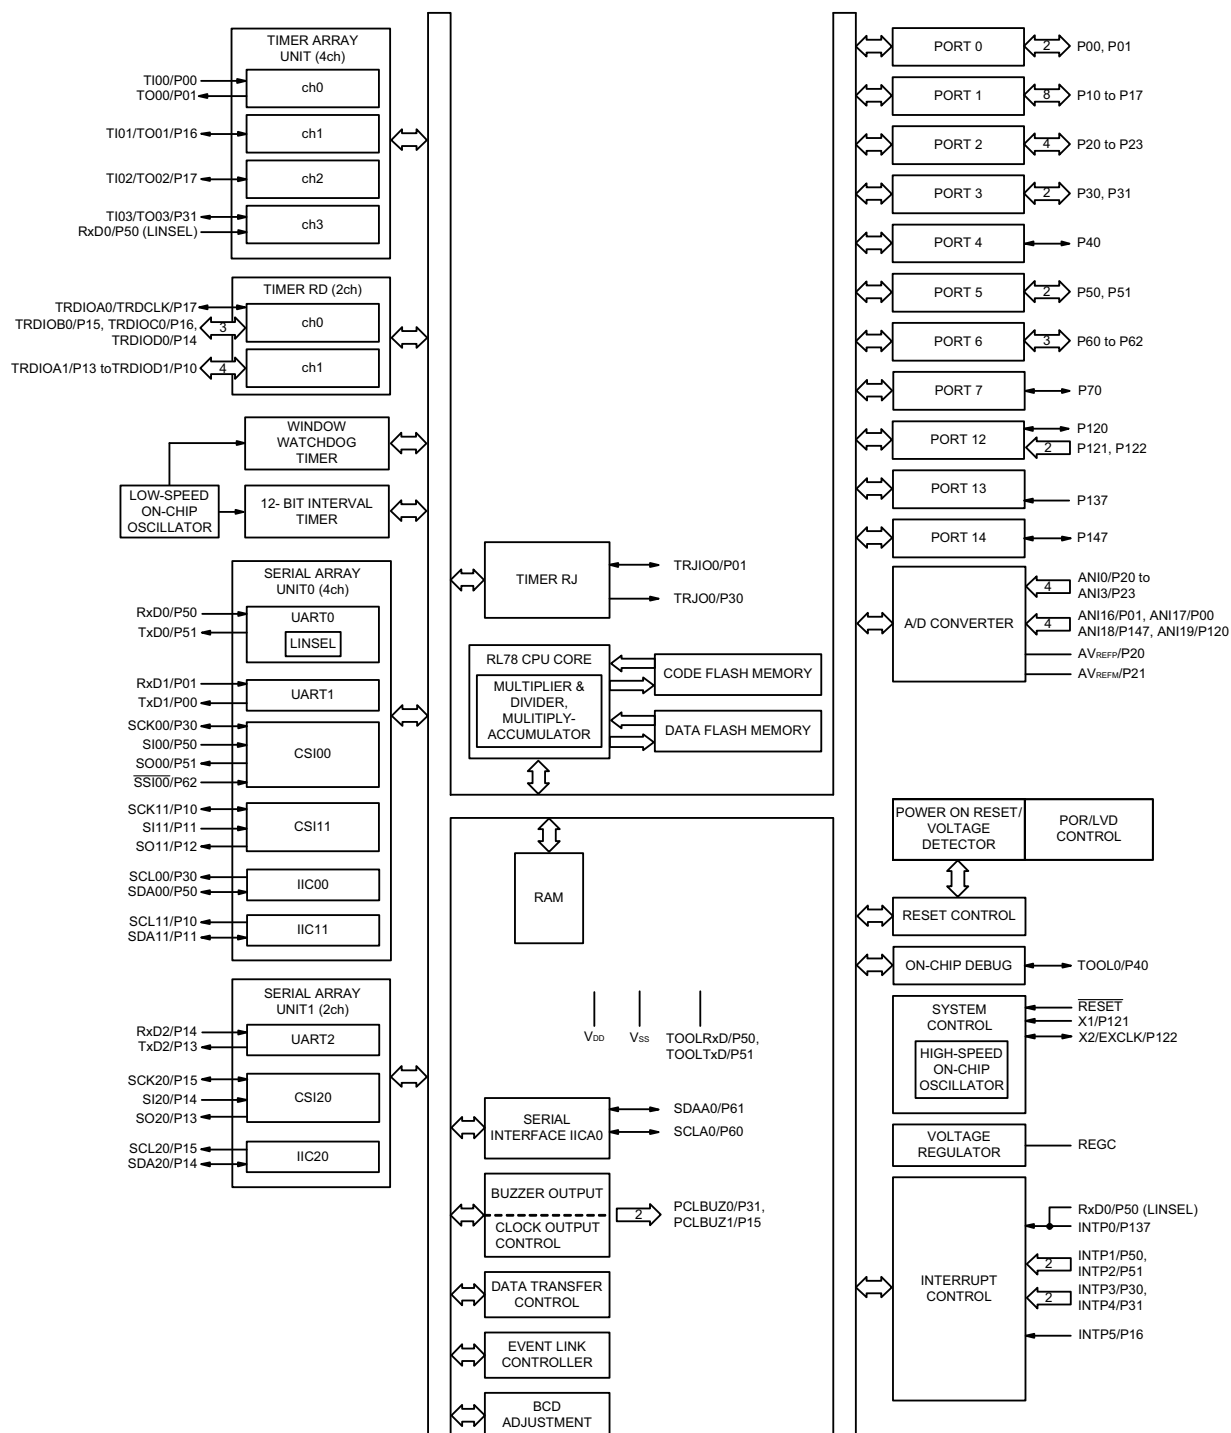 TIMER ARRAY
UNIT (4ch)
TI00/P00
TO00/P01
ch0
TI01/TO01/P16
ch1
TI02/TO02/P17
ch2
TI03/TO03/P31
RxD0/P50 (LINSEL)
ch3
TIMER RD (2ch)
TRDIOA0/TRDCLK/P17
TRDIOB0/P15, TRDIOC0/P16,
TRDIOD0/P14
3
ch0
TRDIOA1/P13 toTRDIOD1/P10
4
ch1
WINDOW
WATCHDOG
TIMER
LOW-SPEED
ON-CHIP
OSCILLATOR
12- BIT INTERVAL
TIMER
SERIAL ARRAY
UNIT0 (4ch)
RxD0/P50
TxD0/P51
UART0
LINSEL
RxD1/P01
TxD1/P00
UART1
SCK00/P30
SI00/P50
SO00/P51
SSI00/P62
CSI00
SCK11/P10
SI11/P11
SO11/P12
CSI11
SCL00/P30
SDA00/P50
IIC00
SCL11/P10
SDA11/P11
IIC11
SERIAL ARRAY
UNIT1 (2ch)
RxD2/P14
TxD2/P13
UART2
SCK20/P15
SI20/P14
SO20/P13
CSI20
SCL20/P15
SDA20/P14
IIC20
TIMER RJ
TRJIO0/P01
TRJO0/P30
RL78 CPU CORE
MULTIPLIER &
DIVIDER,
MULITIPLY-
ACCUMULATOR
CODE FLASH MEMORY
DATA FLASH MEMORY
RAM
VDD
VSS
TOOLRxD/P50,
TOOLTxD/P51
SERIAL
INTERFACE IICA0
SDAA0/P61
SCLA0/P60
BUZZER OUTPUT
CLOCK OUTPUT
CONTROL
2
PCLBUZ0/P31,
PCLBUZ1/P15
DATA TRANSFER
CONTROL
EVENT LINK
CONTROLLER
BCD
ADJUSTMENT
PORT 0
2
P00, P01
PORT 1
8
P10 to P17
PORT 2
4
P20 to P23
PORT 3
2
P30, P31
PORT 4
P40
PORT 5
2
P50, P51
PORT 6
3
P60 to P62
PORT 7
P70
PORT 12
P120
2
P121, P122
PORT 13
P137
PORT 14
P147
A/D CONVERTER
4
ANI0/P20 to
ANI3/P23
4
ANI16/P01, ANI17/P00
ANI18/P147, ANI19/P120
AVREFP/P20
AVREFM/P21
POWER ON RESET/
VOLTAGE
DETECTOR
POR/LVD
CONTROL
RESET CONTROL
ON-CHIP DEBUG
TOOL0/P40
SYSTEM
CONTROL
HIGH-SPEED
ON-CHIP
OSCILLATOR
RESET
X1/P121
X2/EXCLK/P122
VOLTAGE
REGULATOR
REGC
INTERRUPT
CONTROL
RxD0/P50 (LINSEL)
INTP0/P137
2
INTP1/P50,
INTP2/P51
2
INTP3/P30,
INTP4/P31
INTP5/P16